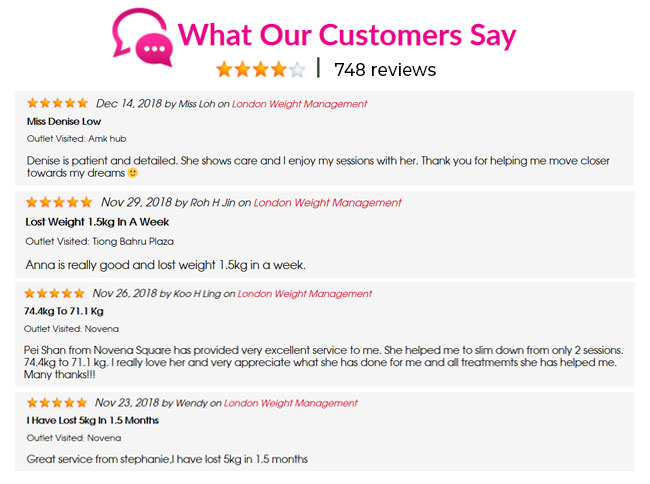 What Our Customers Say
748 reviews
Dec 14, 2018 by Miss Loh on London Weight Management
Miss Denise Low
Outlet Visited: Amk hub
Denise is patient and detailed. She shows care and I enjoy my sessions with her. Thank you for helping me move closer
towards my dreams 🙂
Nov 29, 2018 by Roh H Jin on London Weight Management
Lost Weight 1.5kg In A Week
Outlet Visited: Tiong Bahru Plaza
Anna is really good and lost weight 1.5kg in a week.
Nov 26, 2018 by Koo H Ling on London Weight Management
74.4kg To 71.1 Kg
Outlet Visited: Novena
Pei Shan from Novena Square has provided very excellent service to me. She helped me to slim down from only 2 sessions.
74.4kg to 71.1 kg. I really love her and very appreciate what she has done for me and all treatmemts she has helped me.
Many thanks!!!
Nov 23, 2018 by Wendy on London Weight Management
I Have Lost 5kg In 1.5 Months
Outlet Visited: Novena
Great service from stephanie,I have lost 5kg in 1.5 months